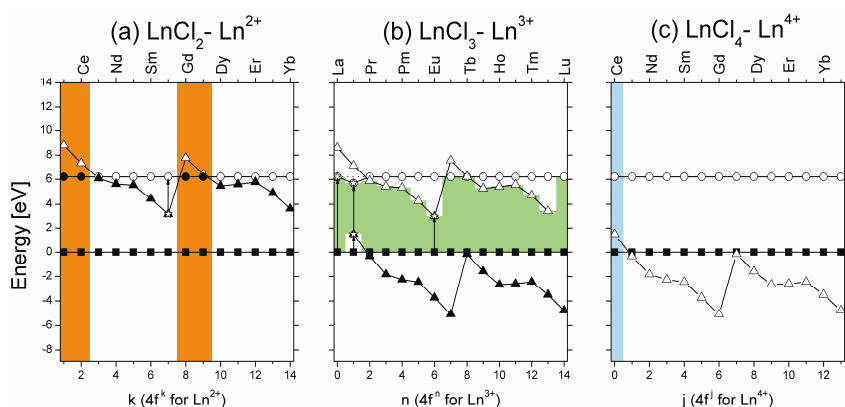 (a) LnCl₂- Ln²⁺
(b) LnCl₃- Ln³⁺
(c) LnCl₄- Ln⁴⁺
Ce Nd Sm Gd Dy Er Yb
La Pr Pm Eu Tb Ho Tm Lu
Ce Nd Sm Gd Dy Er Yb
Energy [eV]
14
12
10
8
6
4
2
0
-2
-4
-6
-8
2 4 6 8 10 12 14
0 2 4 6 8 10 12 14
0 2 4 6 8 10 12
k (4fᵏ for Ln²⁺)
n (4fⁿ for Ln³⁺)
j (4fʲ for Ln⁴⁺)